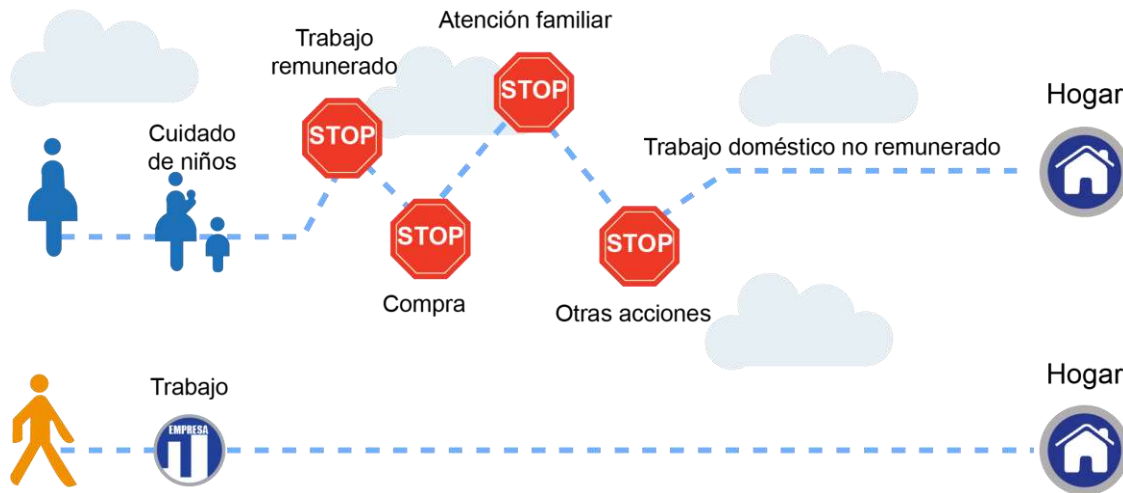 Atención familiar
Trabajo
remunerado
STOP
STOP
Hogar
Cuidado
de niños
Trabajo doméstico no remunerado
STOP
STOP
Compra
Otras acciones
Trabajo
EMPRESA
Hogar